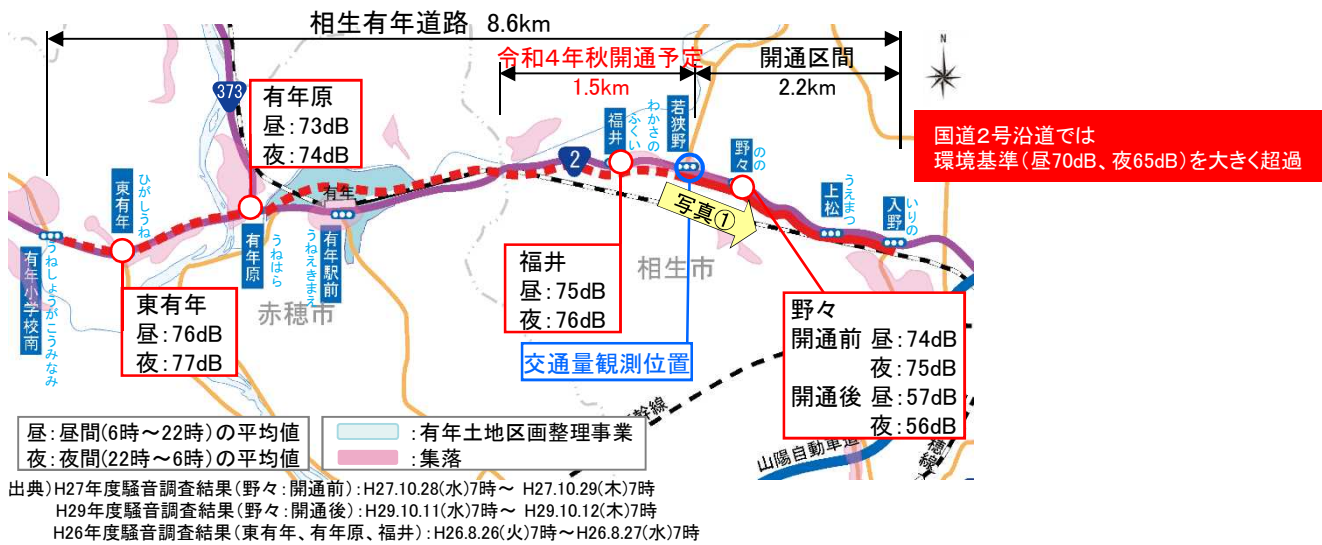 相生有年道路 8.6km
令和4年秋開通予定
1.5km
開通区間
2.2km
N
373
有年原
昼:73dB
夜:74dB
国道2号沿道では
環境基準(昼70dB、夜65dB)を大きく超過
東有年
ひがしうね
有年小学校南
うねしょうがこうみなみ
有年原
うねはら
有年
有年駅前
うねえきまえ
2
福井
ふくい
若狭野
わかさの
野々
のの
上松
うえまつ
入野
いりの
写真①
東有年
昼:76dB
夜:77dB
赤穂市
福井
昼:75dB
夜:76dB
相生市
交通量観測位置
野々
開通前 昼:74dB
夜:75dB
開通後 昼:57dB
夜:56dB
幹線
山陽自動車道
穂線
昼:昼間(6時～22時)の平均値
夜:夜間(22時～6時)の平均値
:有年土地区画整理事業
:集落
出典)H27年度騒音調査結果(野々:開通前):H27.10.28(水)7時～ H27.10.29(木)7時
H29年度騒音調査結果(野々:開通後):H29.10.11(水)7時～ H29.10.12(木)7時
H26年度騒音調査結果(東有年、有年原、福井):H26.8.26(火)7時～H26.8.27(水)7時